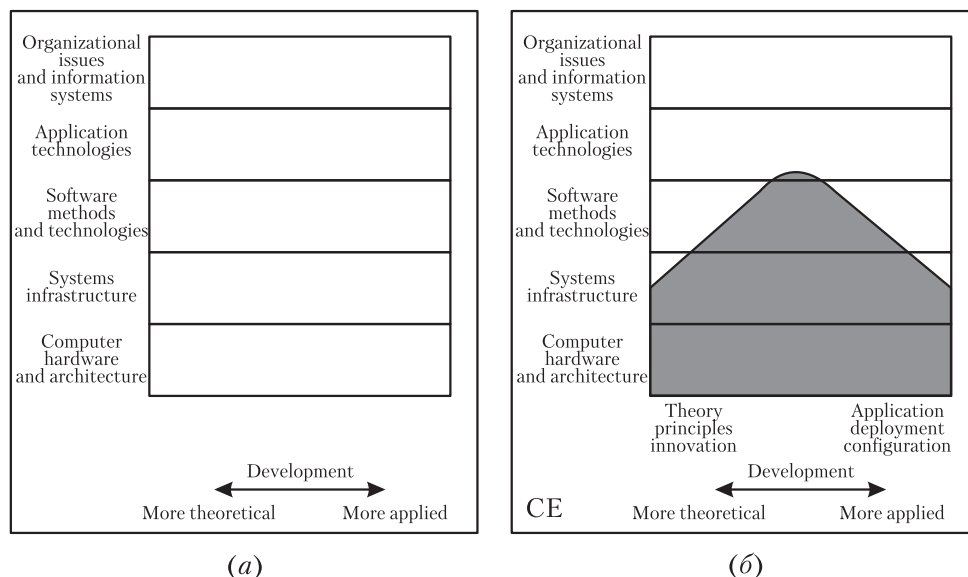 Organizational
issues
and information
systems
Application
technologies
Software
methods
and technologies
Systems
infrastructure
Computer
hardware
and architecture
Development
More theoretical
More applied
(а)
Organizational
issues
and information
systems
Application
technologies
Software
methods
and technologies
Systems
infrastructure
Computer
hardware
and architecture
Theory
principles
innovation
Application
deployment
configuration
Development
CE
More theoretical
More applied
(б)